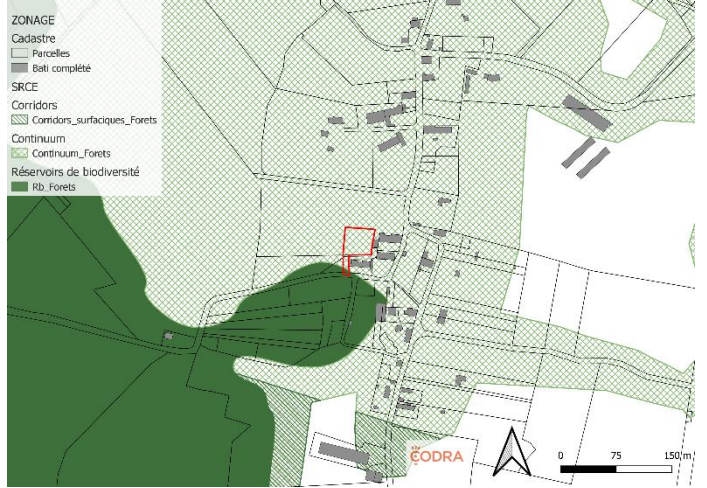 ZONAGE
Cadastre
Parcelles
Bati complété
SRCE
Corridors
Corridors_surfaciques_Forets
Continuum
Continuum_Forets
Réservoirs de biodiversité
Rb_Forets
CODRA
0 75 150 m